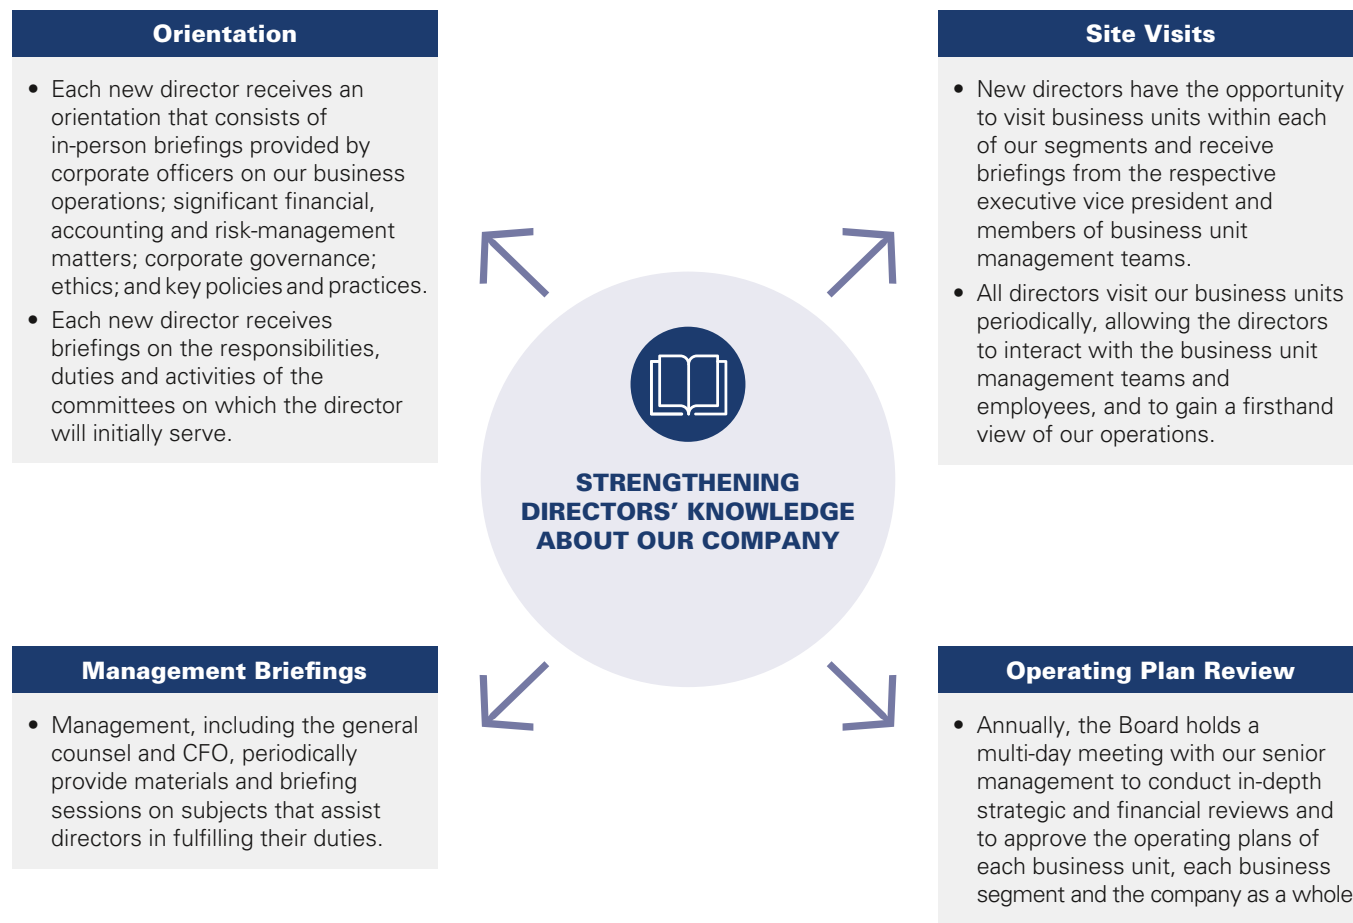 Orientation
• Each new director receives an
orientation that consists of
in-person briefings provided by
corporate officers on our business
operations; significant financial,
accounting and risk-management
matters; corporate governance;
ethics; and key policies and practices.
• Each new director receives
briefings on the responsibilities,
duties and activities of the
committees on which the director
will initially serve.
Site Visits
• New directors have the opportunity
to visit business units within each
of our segments and receive
briefings from the respective
executive vice president and
members of business unit
management teams.
• All directors visit our business units
periodically, allowing the directors
to interact with the business unit
management teams and
employees, and to gain a firsthand
view of our operations.
STRENGTHENING
DIRECTORS’ KNOWLEDGE
ABOUT OUR COMPANY
Management Briefings
• Management, including the general
counsel and CFO, periodically
provide materials and briefing
sessions on subjects that assist
directors in fulfilling their duties.
Operating Plan Review
• Annually, the Board holds a
multi-day meeting with our senior
management to conduct in-depth
strategic and financial reviews and
to approve the operating plans of
each business unit, each business
segment and the company as a whole